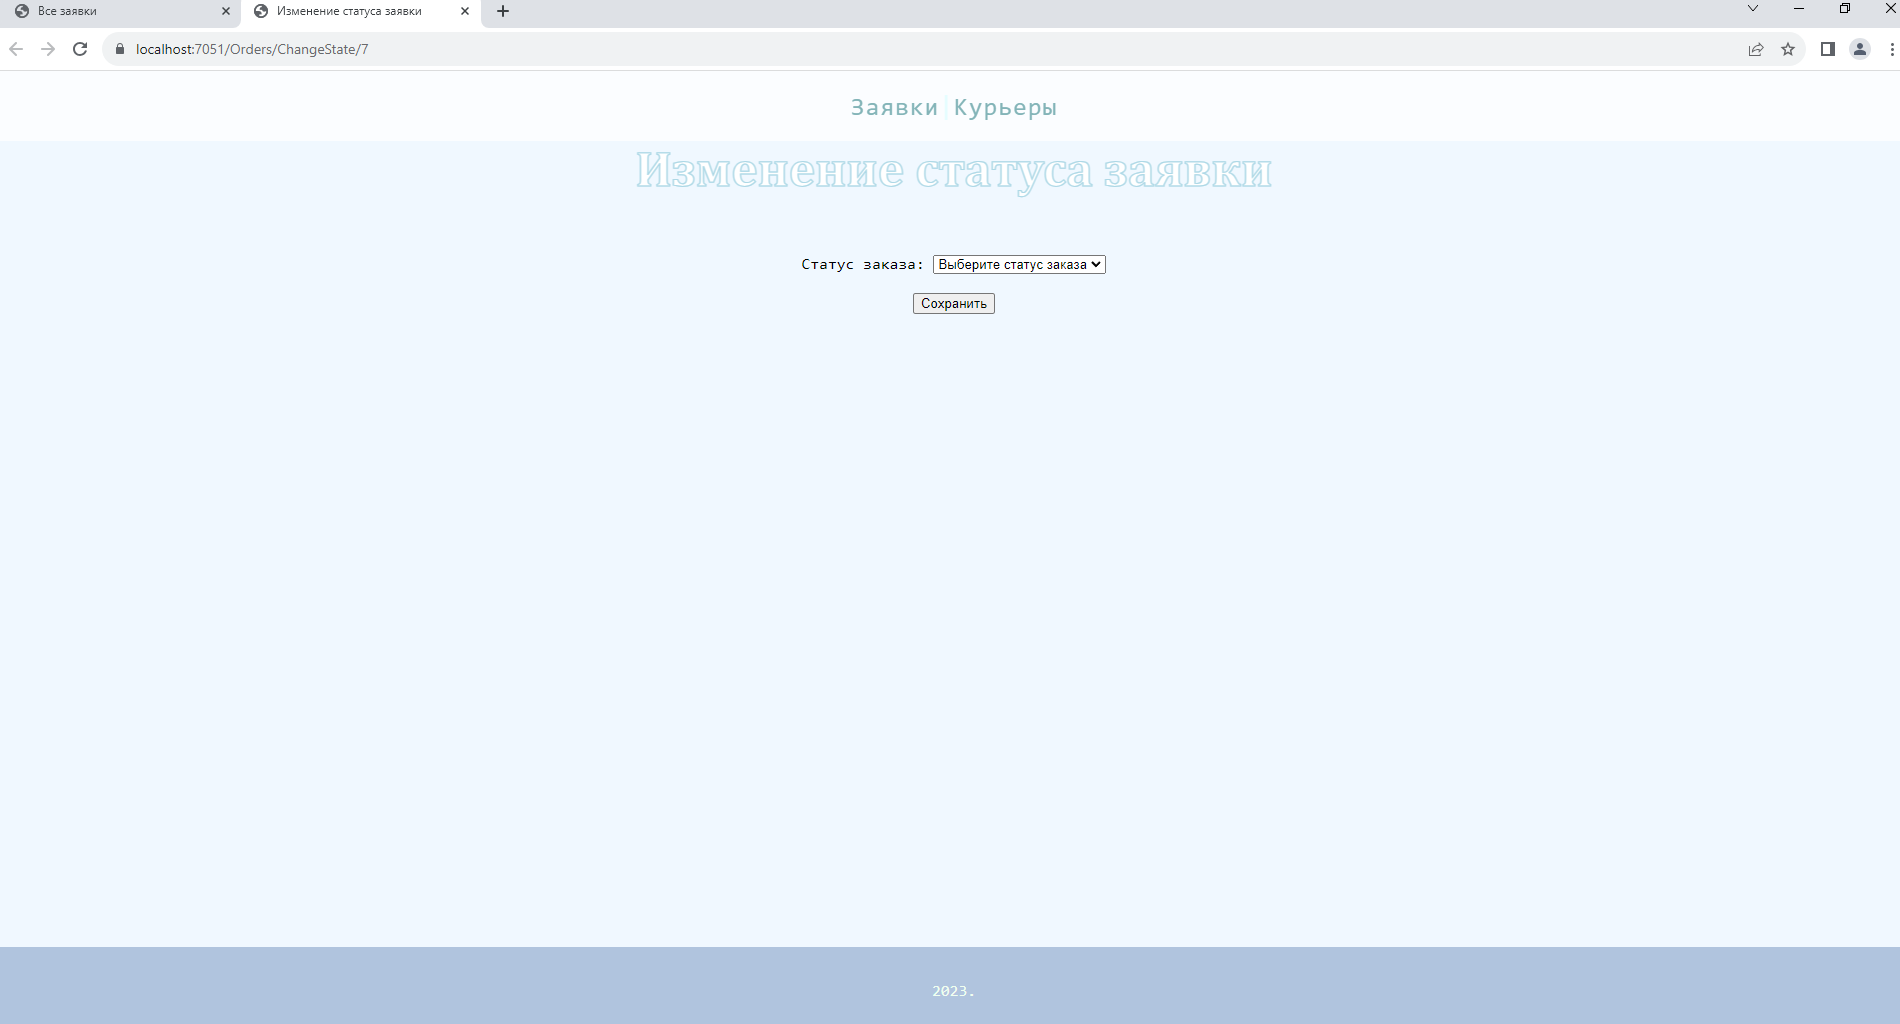 Все заявки
Изменение статуса заявки
localhost:7051/Orders/ChangeState/7
Заявки Курьеры
Изменение статуса заявки
Статус заказа: Выберите статус заказа
Сохранить
2023.